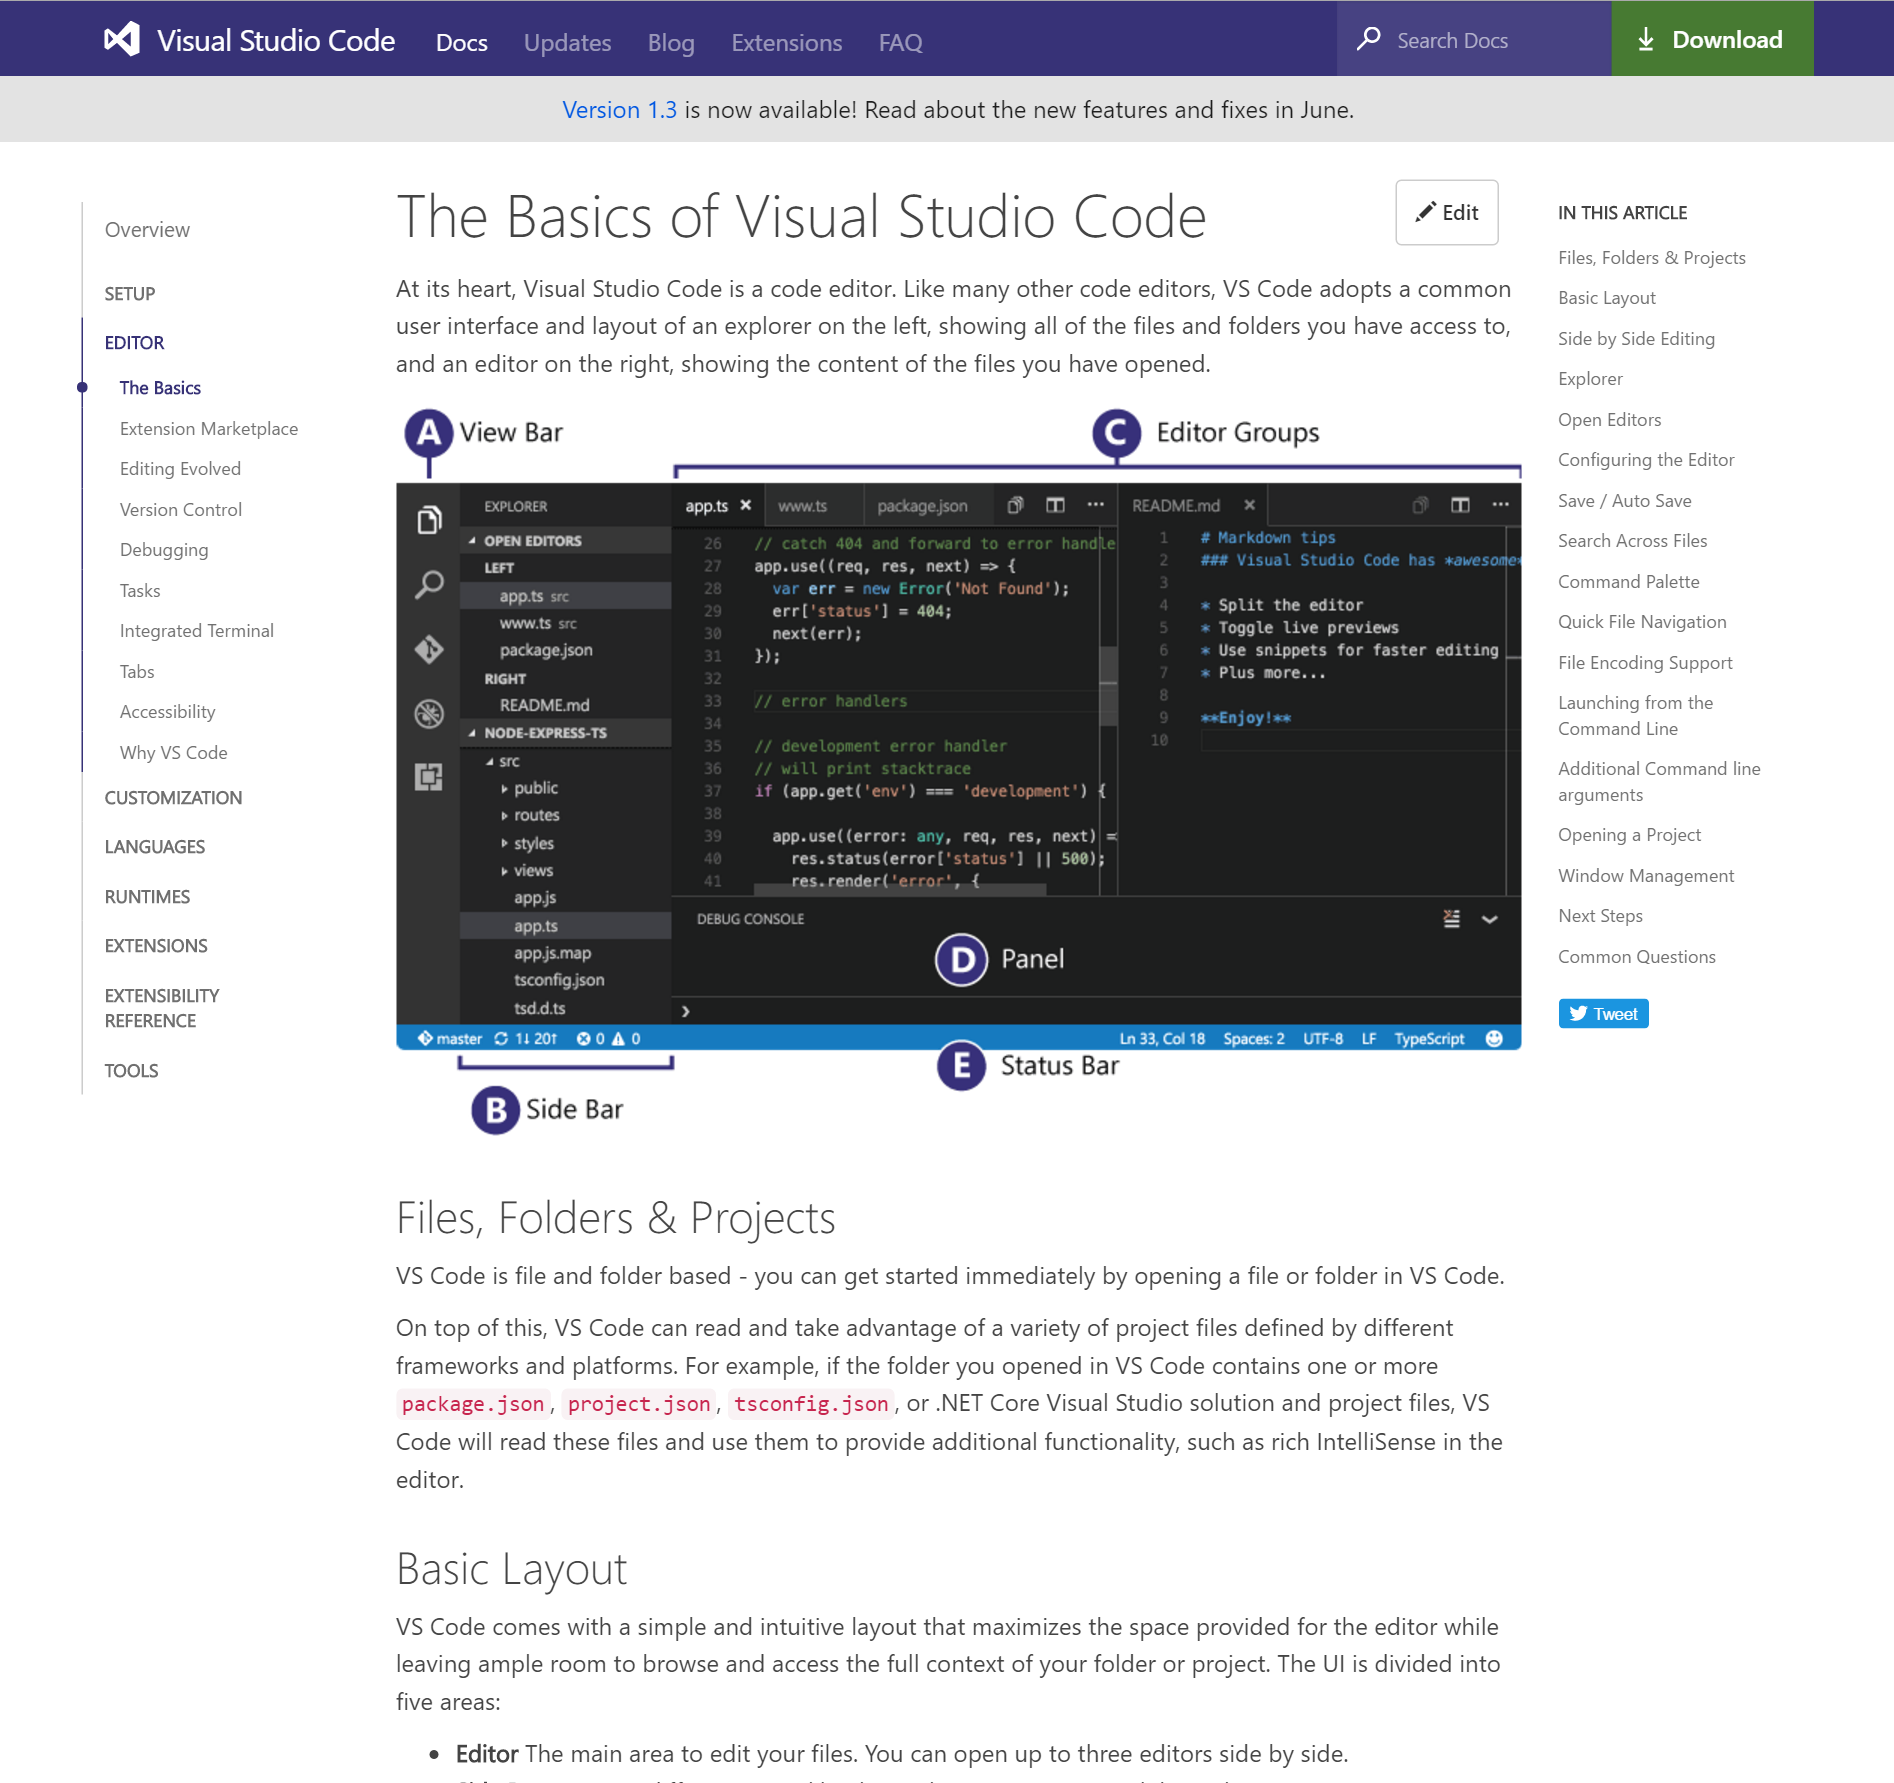 Visual Studio Code Docs Updates Blog Extensions FAQ Search Docs Download
Version 1.3 is now available! Read about the new features and fixes in June.
Overview
SETUP
EDITOR
The Basics
Extension Marketplace
Editing Evolved
Version Control
Debugging
Tasks
Integrated Terminal
Tabs
Accessibility
Why VS Code
CUSTOMIZATION
LANGUAGES
RUNTIMES
EXTENSIONS
EXTENSIBILITY
REFERENCE
TOOLS
The Basics of Visual Studio Code
Edit
At its heart, Visual Studio Code is a code editor. Like many other code editors, VS Code adopts a common
user interface and layout of an explorer on the left, showing all of the files and folders you have access to,
and an editor on the right, showing the content of the files you have opened.
A View Bar
C Editor Groups
EXPLORER
OPEN EDITORS
LEFT
app.ts src
www.ts src
package.json
RIGHT
README.md
NODE-EXPRESS-TS
src
public
routes
styles
views
app.js
app.ts
app.js.map
tsconfig.json
tsd.d.ts
app.ts www.ts package.json
26 // catch 404 and forward to error handle
27 app.use((req, res, next) => {
28 var err = new Error('Not Found');
29 err['status'] = 404;
30 next(err);
31 });
32
33 // error handlers
34
35 // development error handler
36 // will print stacktrace
37 if (app.get('env') === 'development') {
38
39 app.use((error: any, req, res, next) =
40 res.status(error['status'] || 500);
41 res.render('error', {
README.md
1 # Markdown tips
2 ### Visual Studio Code has *awesome*
3
4 * Split the editor
5 * Toggle live previews
6 * Use snippets for faster editing
7 * Plus more...
8
9 **Enjoy!**
10
DEBUG CONSOLE
D Panel
master 1↓ 20↑ 0 0
Ln 33, Col 18 Spaces: 2 UTF-8 LF TypeScript
E Status Bar
B Side Bar
Files, Folders & Projects
VS Code is file and folder based - you can get started immediately by opening a file or folder in VS Code.
On top of this, VS Code can read and take advantage of a variety of project files defined by different
frameworks and platforms. For example, if the folder you opened in VS Code contains one or more
package.json, project.json, tsconfig.json, or .NET Core Visual Studio solution and project files, VS
Code will read these files and use them to provide additional functionality, such as rich IntelliSense in the
editor.
Basic Layout
VS Code comes with a simple and intuitive layout that maximizes the space provided for the editor while
leaving ample room to browse and access the full context of your folder or project. The UI is divided into
five areas:
• Editor The main area to edit your files. You can open up to three editors side by side.
IN THIS ARTICLE
Files, Folders & Projects
Basic Layout
Side by Side Editing
Explorer
Open Editors
Configuring the Editor
Save / Auto Save
Search Across Files
Command Palette
Quick File Navigation
File Encoding Support
Launching from the
Command Line
Additional Command line
arguments
Opening a Project
Window Management
Next Steps
Common Questions
Tweet